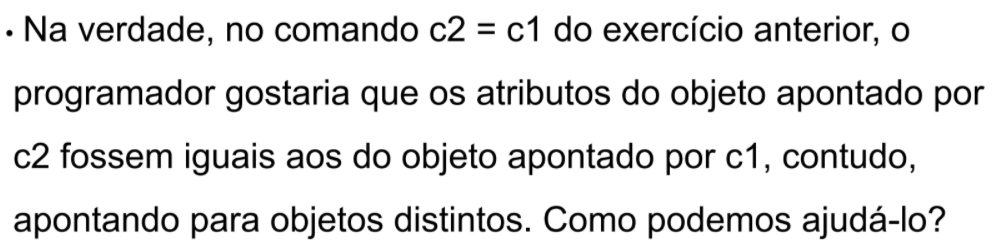 • Na verdade, no comando c2 = c1 do exercício anterior, o
programador gostaria que os atributos do objeto apontado por
c2 fossem iguais aos do objeto apontado por c1, contudo,
apontando para objetos distintos. Como podemos ajudá-lo?